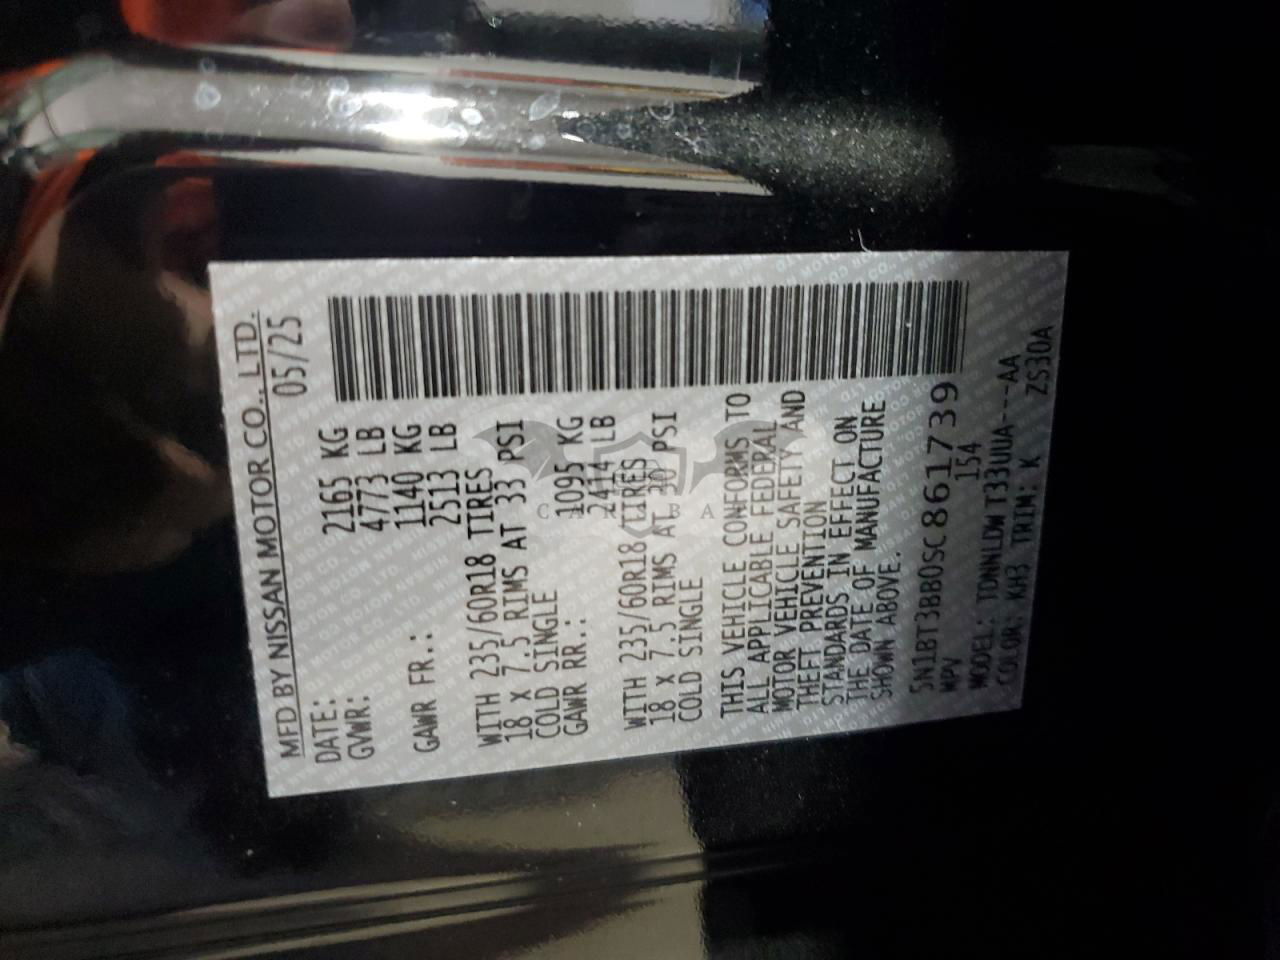 MFD BY NISSAN MOTOR CO., LTD.
DATE: 05/25
GVWR: 2165 KG
4773 LB
GAWR FR.: 1140 KG
2513 LB
WITH 235/60R18 TIRES
18 X 7.5 RIMS AT 33 PSI
COLD SINGLE
GAWR RR.: 1095 KG
2414 LB
WITH 235/60R18 TIRES
18 X 7.5 RIMS AT 30 PSI
COLD SINGLE
THIS VEHICLE CONFORMS TO
ALL APPLICABLE FEDERAL
MOTOR VEHICLE SAFETY AND
THEFT PREVENTION
STANDARDS IN EFFECT ON
THE DATE OF MANUFACTURE
SHOWN ABOVE.
5N1BT3BB0SC861739
MPV 154
MODEL: TDNNLDWT33UUA---AA
COLOR: KH3 TRIM: K ZS30A